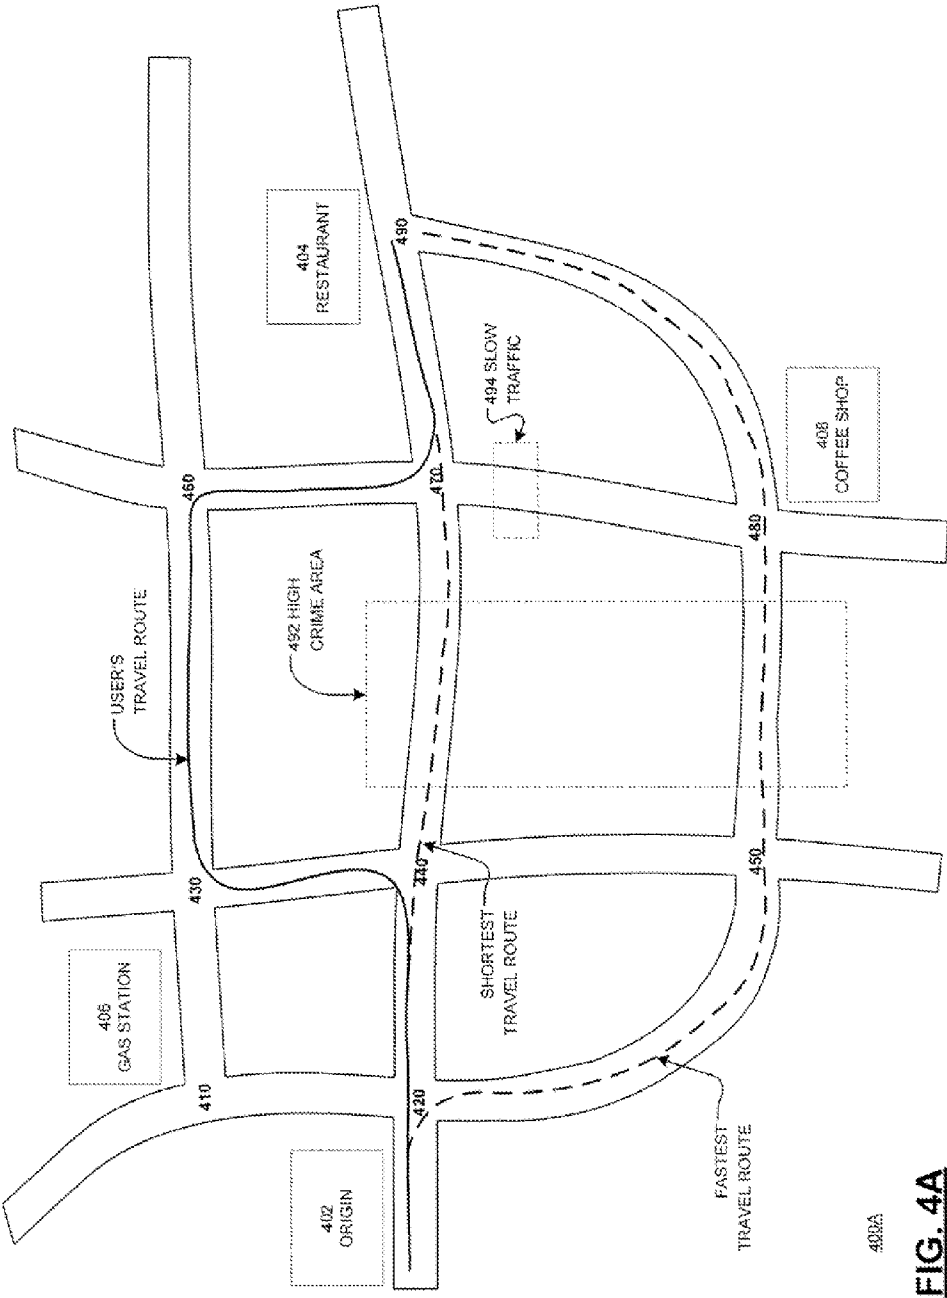 406
GAS STATION
410
430
USER'S
TRAVEL ROUTE
460
402
ORIGIN
420
440
492 HIGH
CRIME AREA
470
404
RESTAURANT
490
SHORTEST
TRAVEL ROUTE
494 SLOW
TRAFFIC
FASTEST
TRAVEL ROUTE
450
480
408
COFFEE SHOP
400A
FIG. 4A